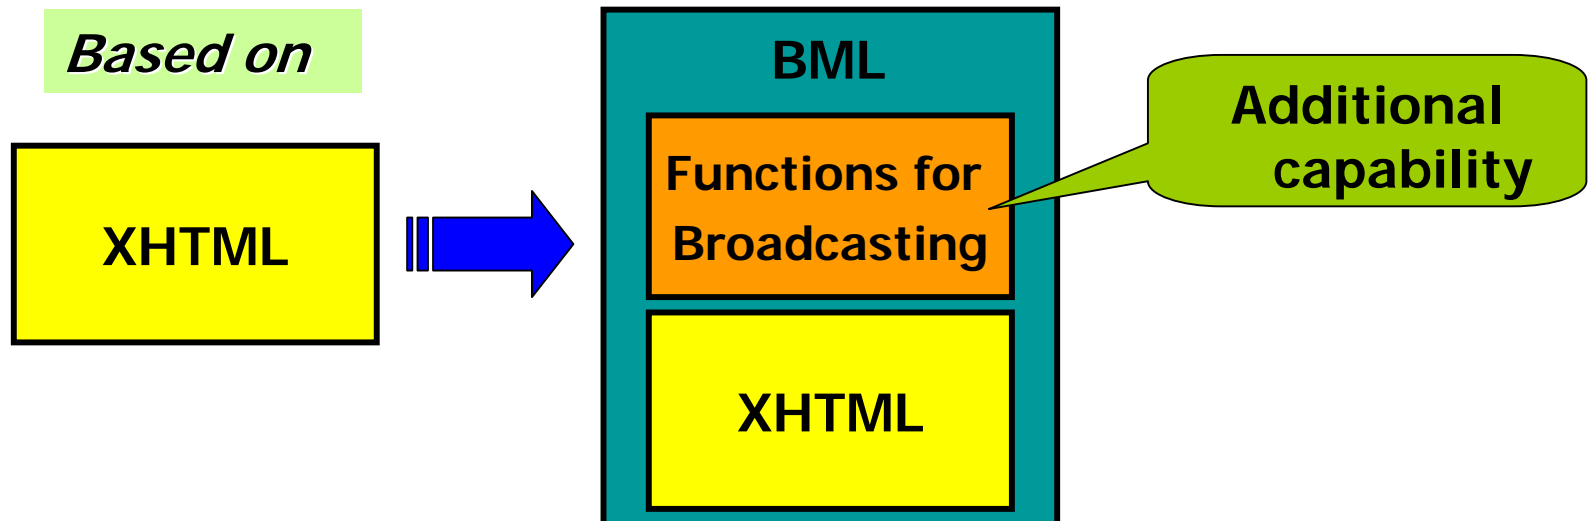 Based on
XHTML
BML
Functions for
Broadcasting
XHTML
Additional
capability